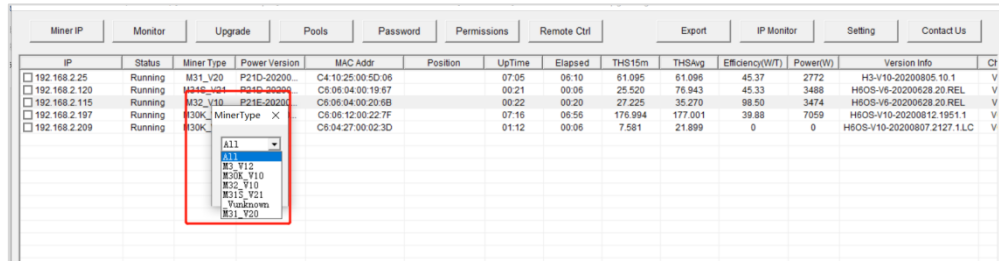 Miner IP Monitor Upgrade Pools Password Permissions Remote Ctrl Export IP Monitor Setting Contact Us
IP Status Miner Type Power Version MAC Addr Position UpTime Elapsed THS15m THSAvg Efficiency(W/T) Power(W) Version Info
192.168.2.25 Running M31_V20 P21D-20200... C4:10:25:00:5D:06 07:05 06:10 61.095 61.096 45.37 2772 H3-V10-20200805.10.1
192.168.2.120 Running M31S_V21 P21D-20200... C6:06:04:00:19:67 00:21 00:06 25.520 76.943 45.33 3488 H6OS-V6-20200628.20.REL
192.168.2.115 Running M32_V10 P21E-20200... C6:06:04:00:20:6B 00:22 00:20 27.225 35.270 98.50 3474 H6OS-V6-20200628.20.REL
192.168.2.197 Running M30K_ C6:06:12:00:22:7F 07:16 06:56 176.994 177.001 39.88 7059 H6OS-V10-20200812.1951.1
192.168.2.209 Running M30K_ C6:04:27:00:02:3D 01:12 00:06 7.581 21.899 0 0 H6OS-V10-20200807.2127.1.LC
MinerType
All
All
M3_V12
M30K_V10
M32_V10
M31S_V21
_Vunknown
M31_V20